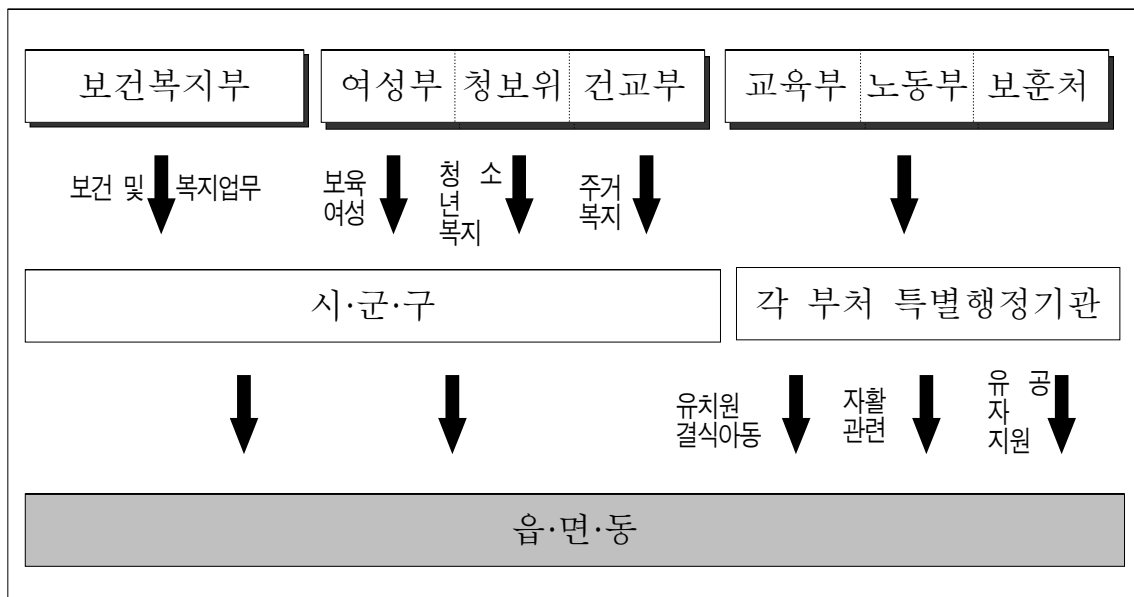 보건복지부
여성부 청보위 건교부
교육부 노동부 보훈처
보건 및 복지업무
보육
여성
청 소
년
복지
주거
복지
시·군·구
각 부처 특별행정기관
유치원
결식아동
자활
관련
유 공
자
지원
읍·면·동